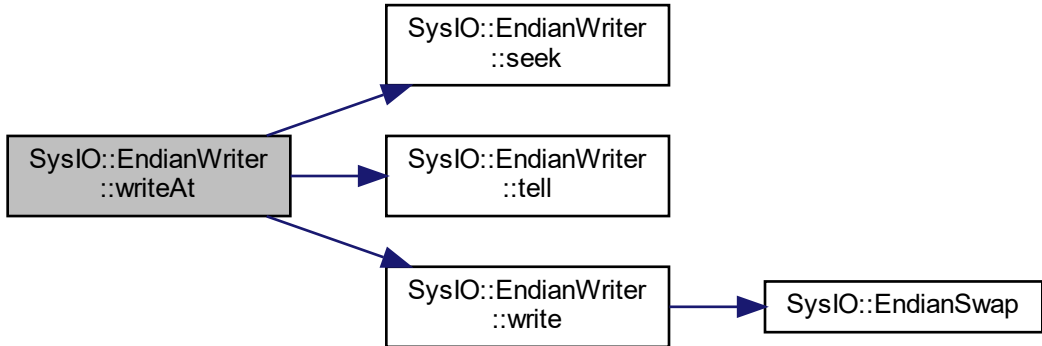 SysIO::EndianWriter
::seek
SysIO::EndianWriter
::writeAt
SysIO::EndianWriter
::tell
SysIO::EndianWriter
::write
SysIO::EndianSwap